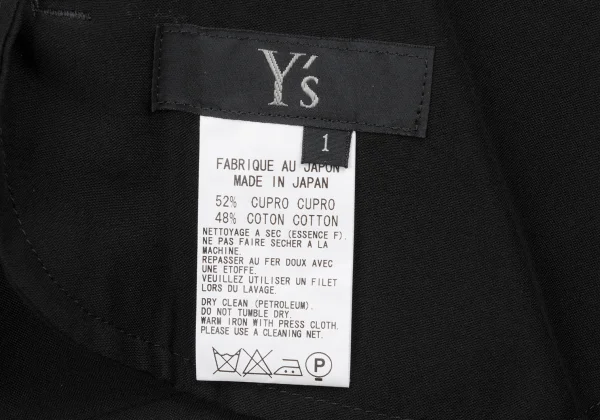 Y's
1
FABRIQUE AU JAPON
MADE IN JAPAN
52% CUPRO CUPRO
48% COTON COTTON
NETTOYAGE A SEC (ESSENCE F).
NE PAS FAIRE SECHER A LA
MACHINE.
REPASSER AU FER DOUX AVEC
UNE ETOFFE.
VEUILLEZ UTILISER UN FILET
LORS DU LAVAGE.
DRY CLEAN (PETROLEUM).
DO NOT TUMBLE DRY.
WARM IRON WITH PRESS CLOTH.
PLEASE USE A CLEANING NET.
P